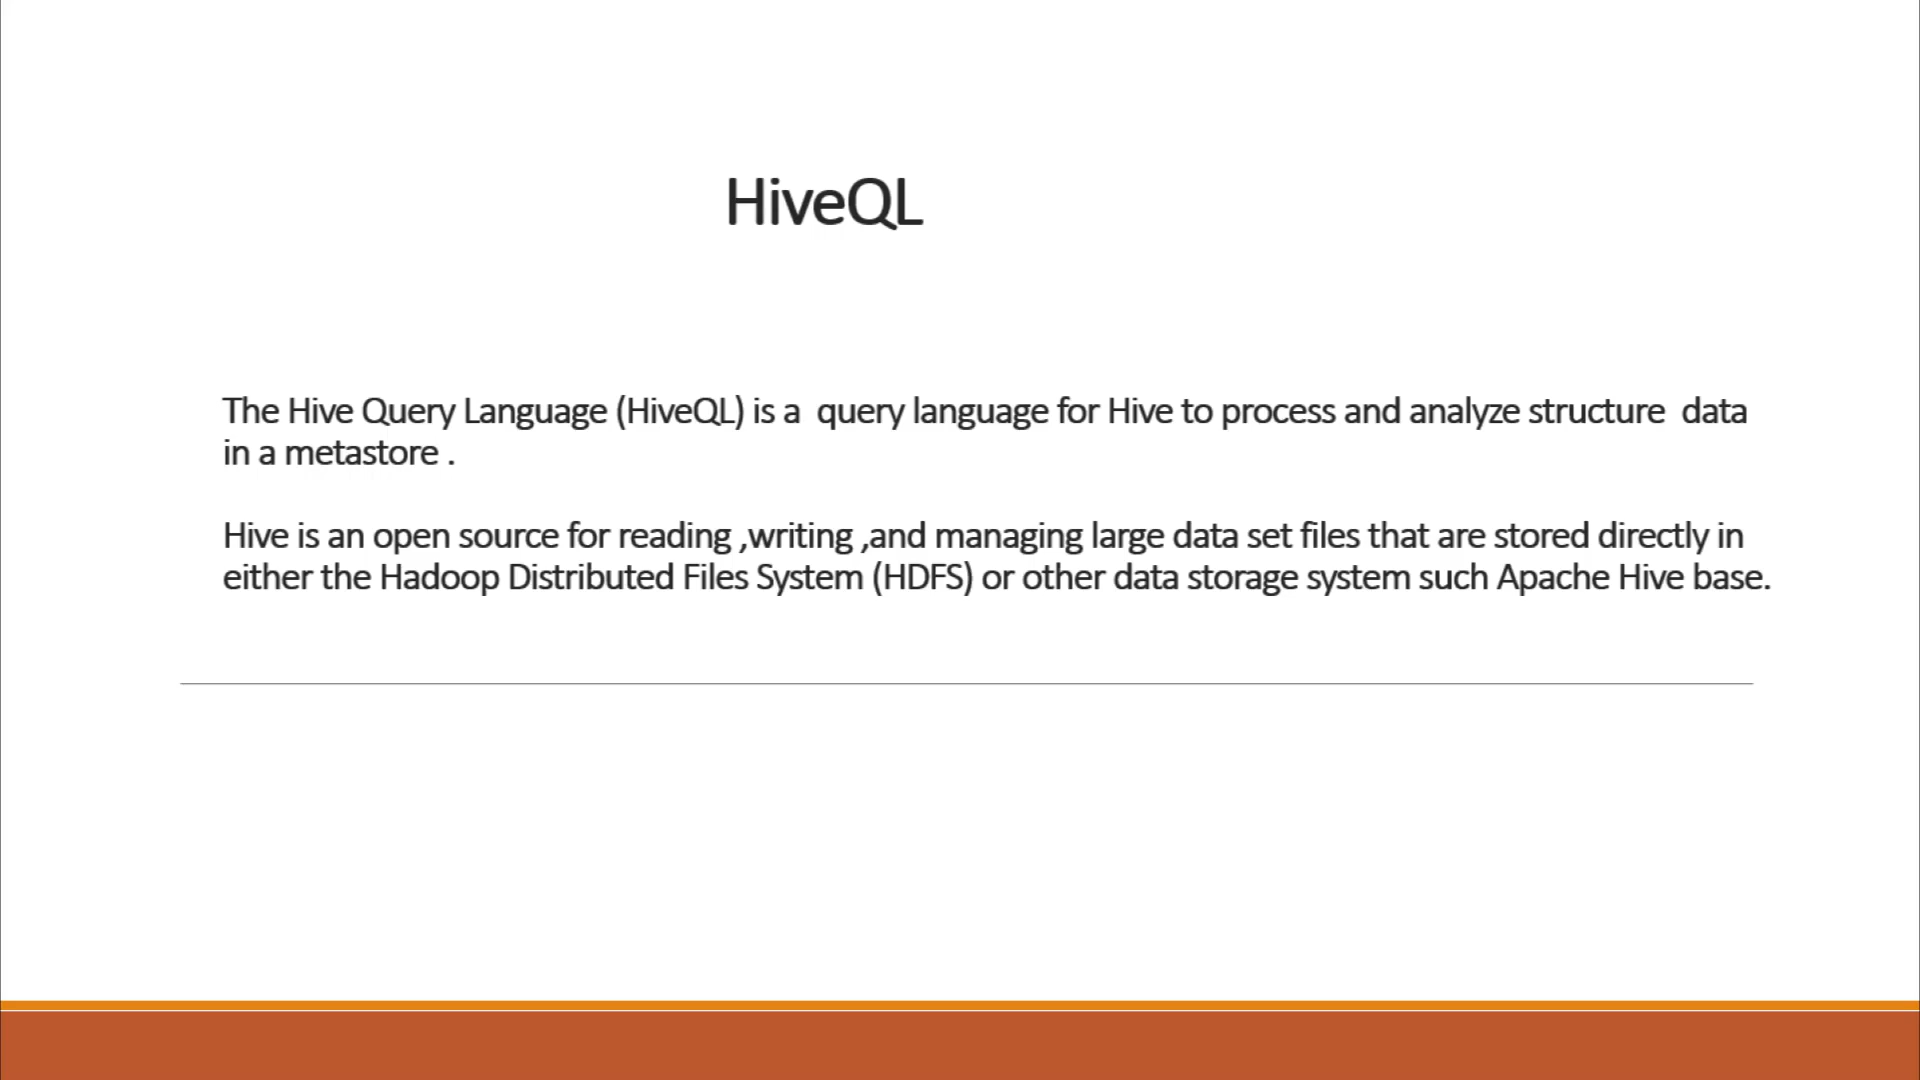 HiveQL
The Hive Query Language (HiveQL) is a  query language for Hive to process and analyze structure  data
in a metastore .
Hive is an open source for reading ,writing ,and managing large data set files that are stored directly in
either the Hadoop Distributed Files System (HDFS) or other data storage system such Apache Hive base.